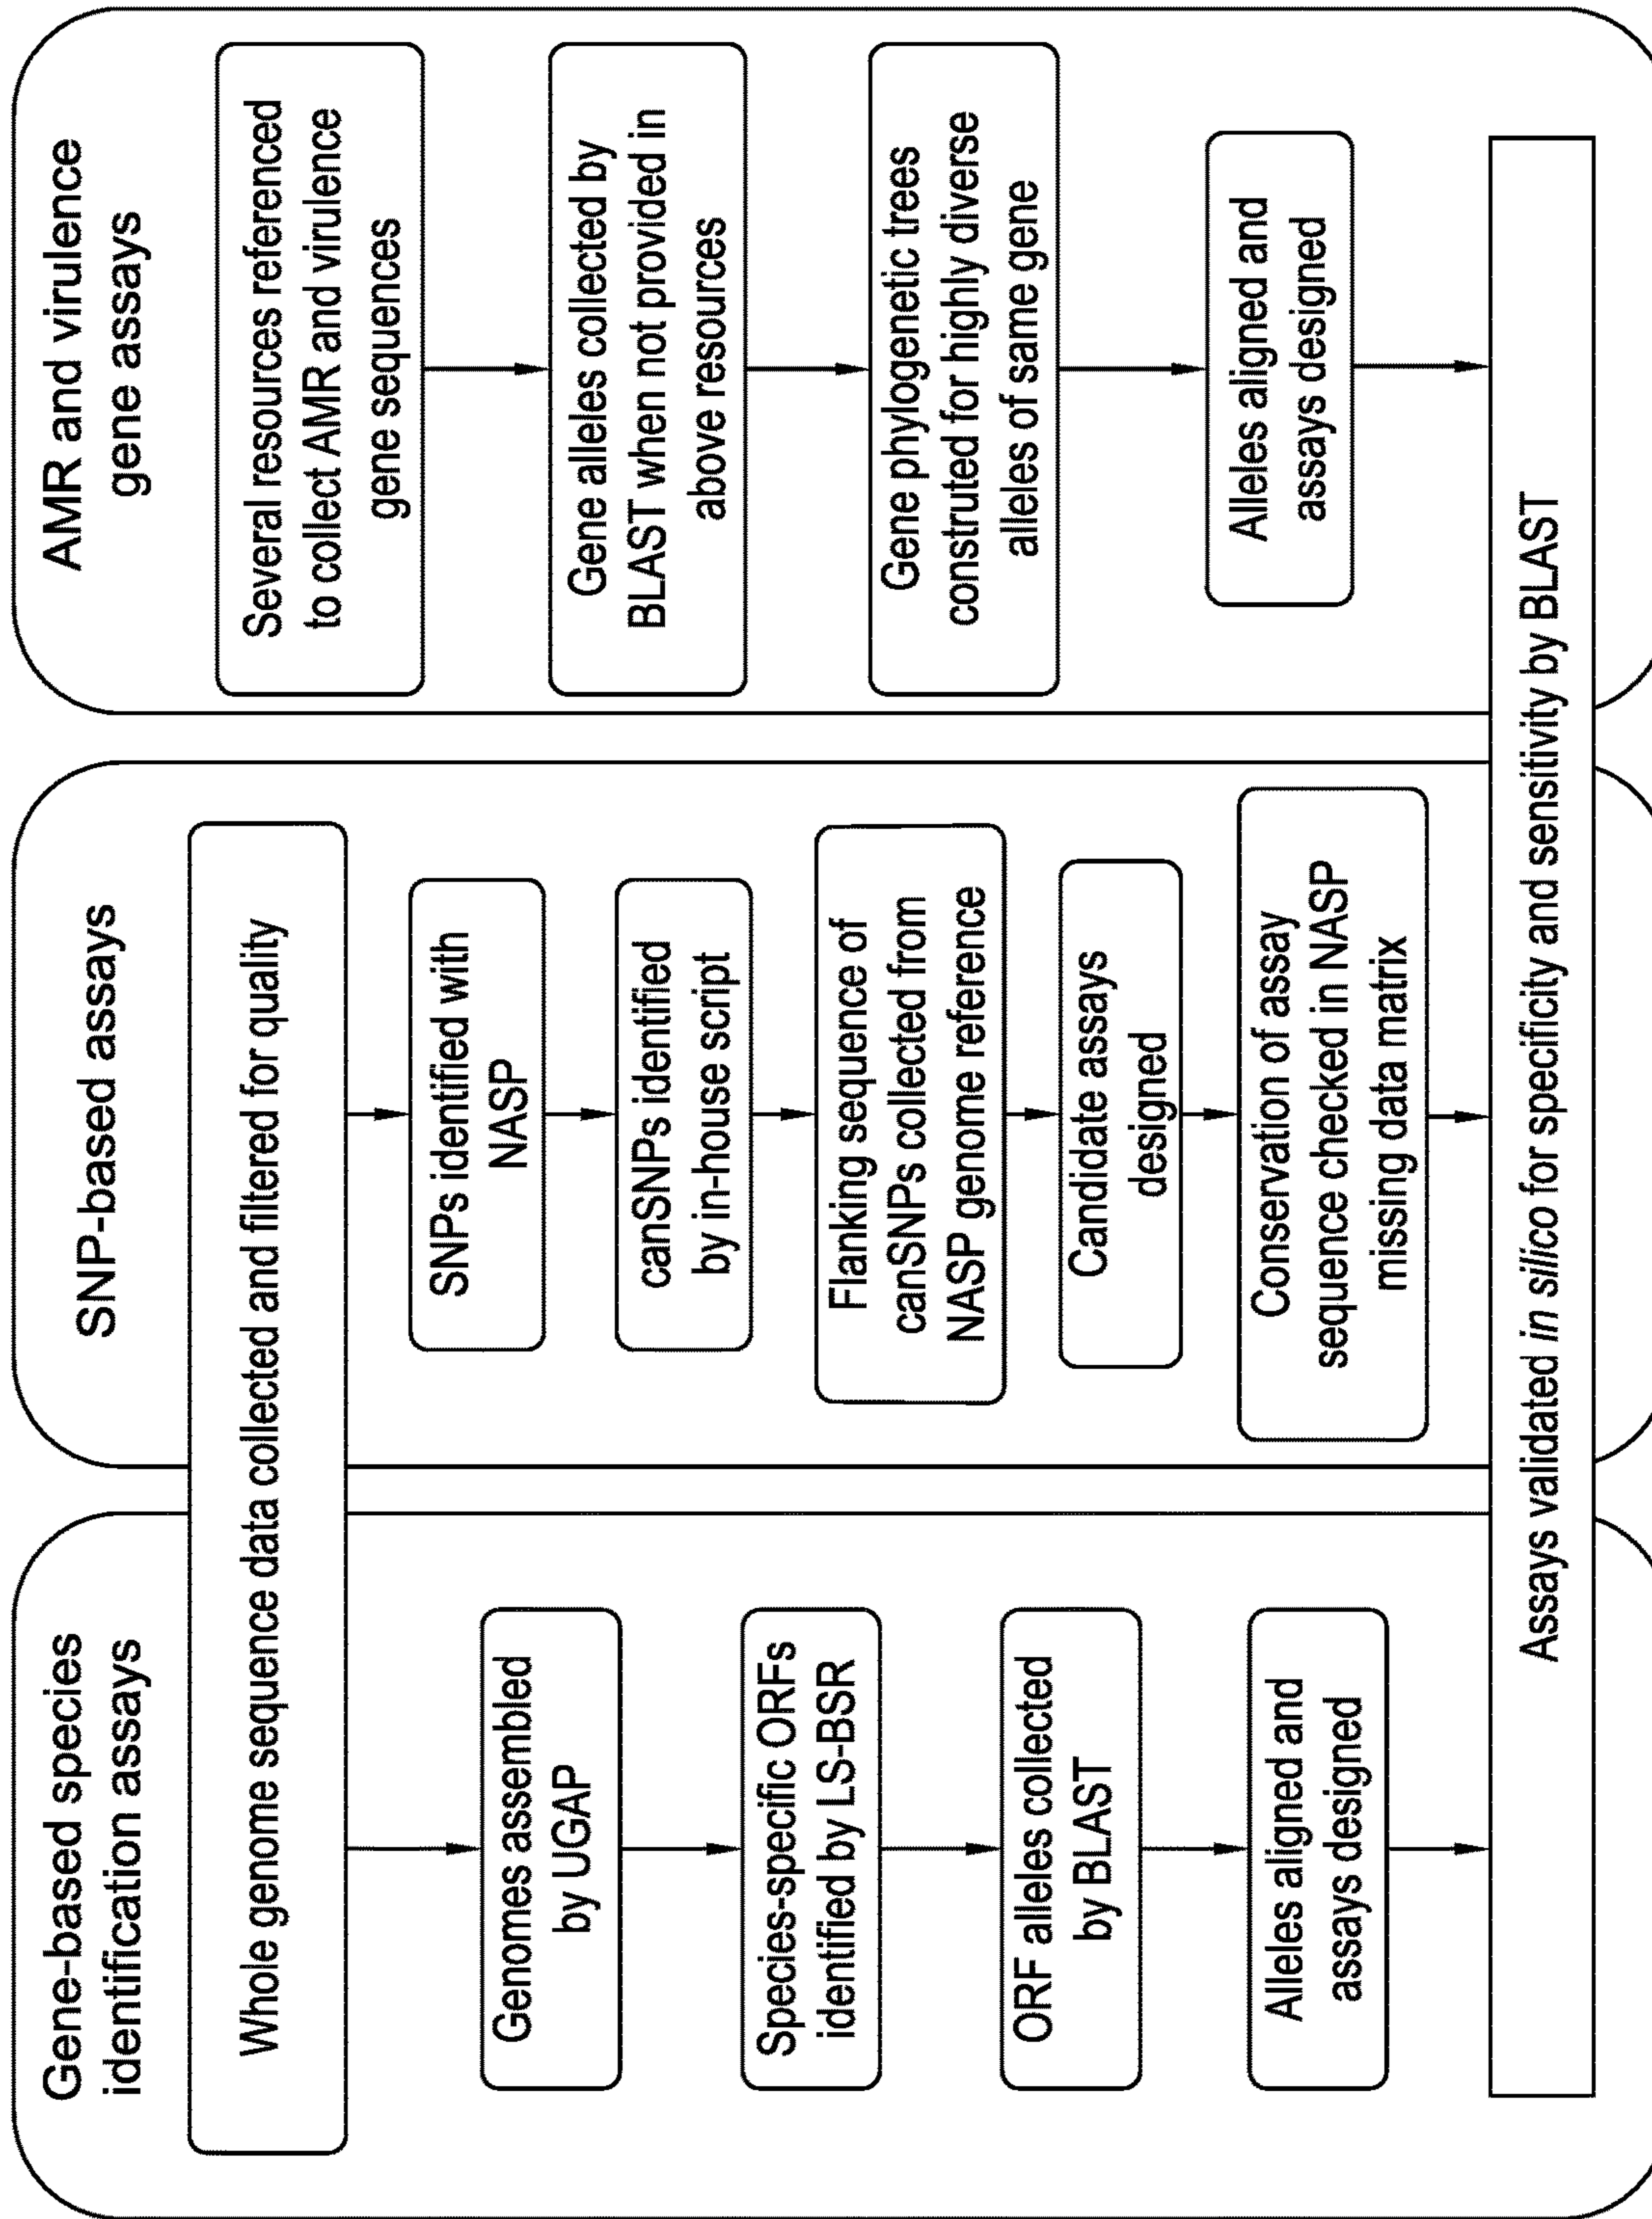 Gene-based species
identification assays
SNP-based assays
AMR and virulence
gene assays
Whole genome sequence data collected and filtered for quality
Genomes assembled
by UGAP
Species-specific ORFs
identified by LS-BSR
ORF alleles collected
by BLAST
Alleles aligned and
assays designed
SNPs identified with
NASP
canSNPs identified
by in-house script
Flanking sequence of
canSNPs collected from
NASP genome reference
Candidate assays
designed
Conservation of assay
sequence checked in NASP
missing data matrix
Several resources referenced
to collect AMR and virulence
gene sequences
Gene alleles collected by
BLAST when not provided in
above resources
Gene phylogenetic trees
construted for highly diverse
alleles of same gene
Alleles aligned and
assays designed
Assays validated in silico for specificity and sensitivity by BLAST